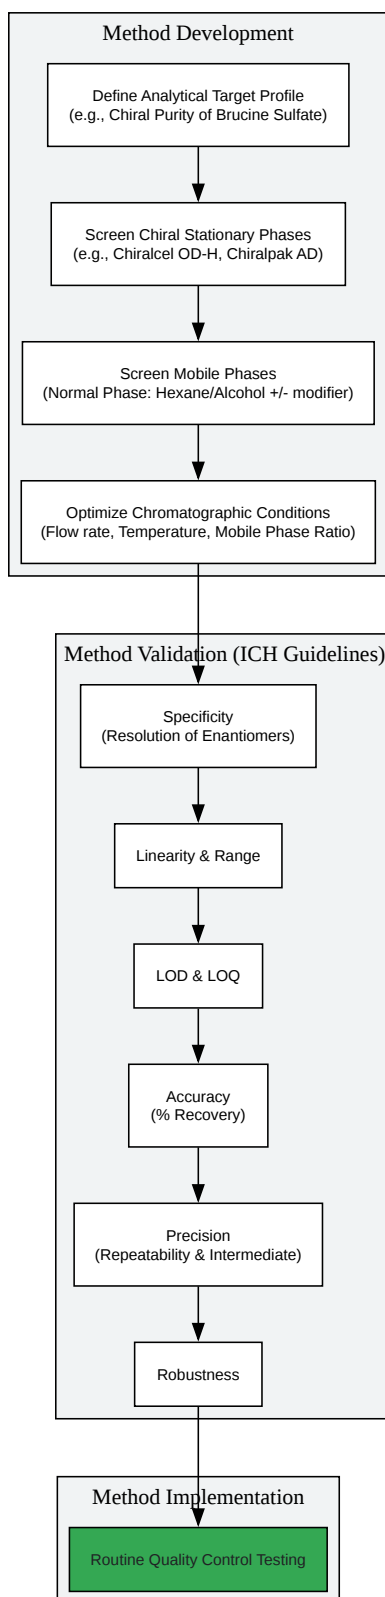 Method Development
Define Analytical Target Profile
(e.g., Chiral Purity of Brucine Sulfate)
Screen Chiral Stationary Phases
(e.g., Chiralcel OD-H, Chiralpak AD)
Screen Mobile Phases
(Normal Phase: Hexane/Alcohol +/- modifier)
Optimize Chromatographic Conditions
(Flow rate, Temperature, Mobile Phase Ratio)
Method Validation (ICH Guidelines)
Specificity
(Resolution of Enantiomers)
Linearity & Range
LOD & LOQ
Accuracy
(% Recovery)
Precision
(Repeatability & Intermediate)
Robustness
Method Implementation
Routine Quality Control Testing